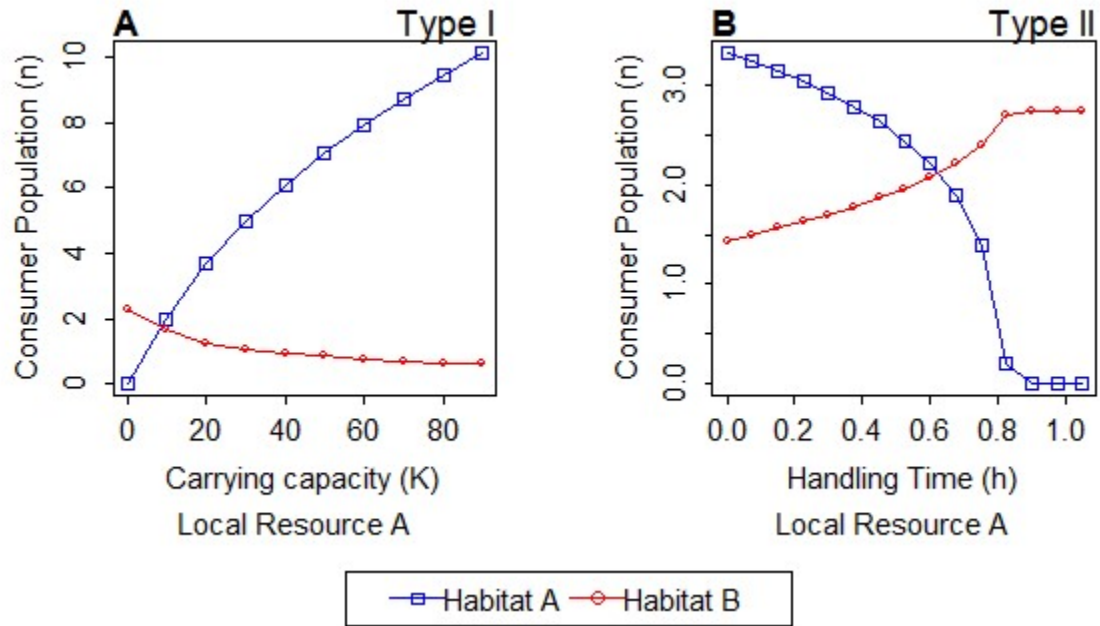 A Type I
Consumer Population (n)
10
8
6
4
2
0
0 20 40 60 80
Carrying capacity (K)
Local Resource A
B Type II
Consumer Population (n)
3.0
2.0
1.0
0.0
0.0 0.2 0.4 0.6 0.8 1.0
Handling Time (h)
Local Resource A
Habitat A Habitat B